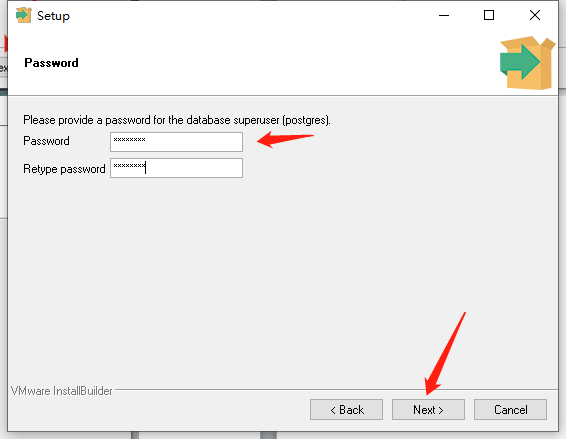 Setup
Password
Please provide a password for the database superuser (postgres).
Password ********
Retype password ********
VMware InstallBuilder
< Back Next > Cancel